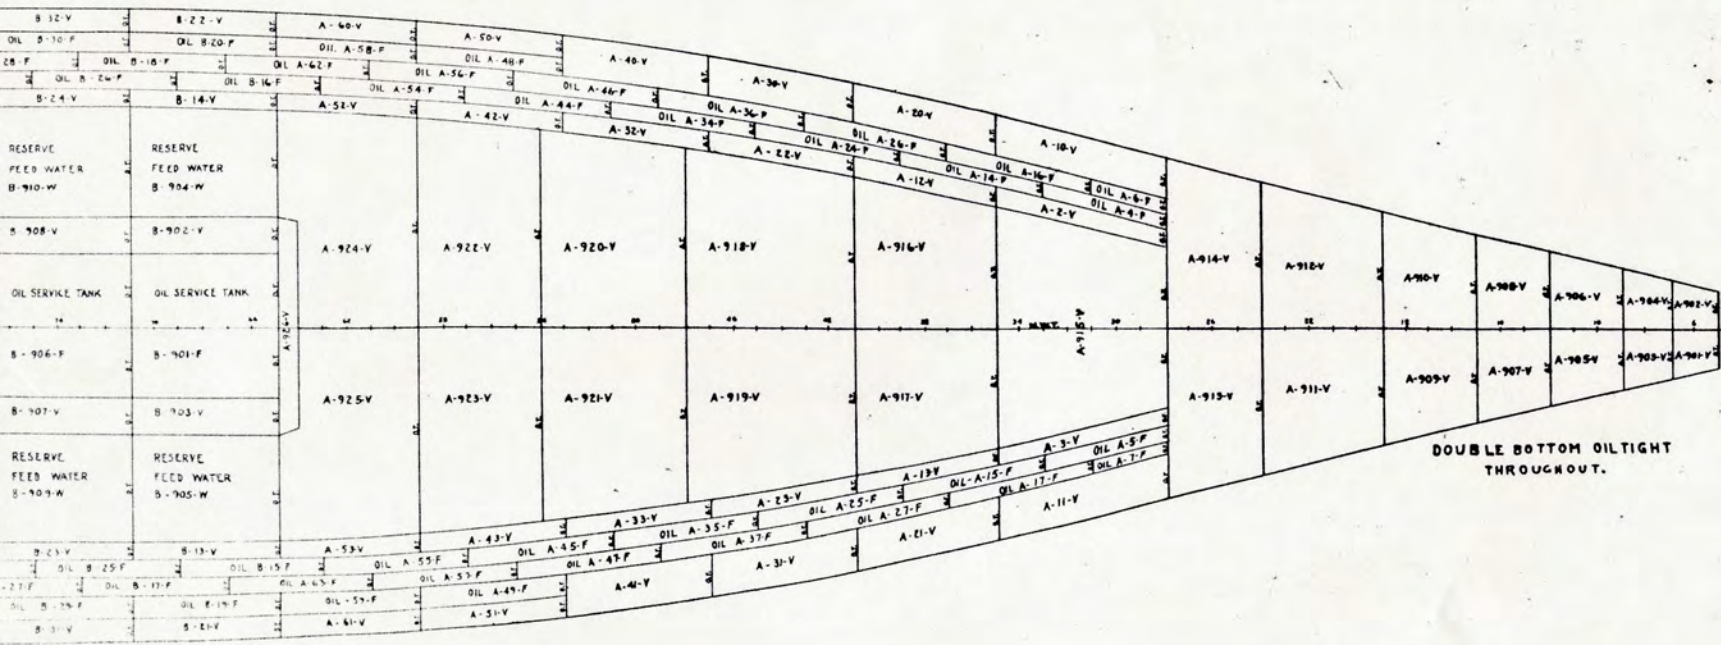 B-32-V B-22-V A-60-V A-50-V
OIL B-30-F OIL B-20-F OIL A-58-F OIL A-48-F A-40-V
28-F OIL B-18-F OIL A-62-F OIL A-56-F OIL A-46-F A-30-V
OIL B-26-F OIL B-16-F OIL A-54-F OIL A-44-F OIL A-36-F A-20-V
B-24-V B-14-V A-52-V A-42-V OIL A-34-F OIL A-26-F A-10-V
A-32-V OIL A-24-F OIL A-16-F
A-22-V OIL A-14-F OIL A-6-F
A-12-V OIL A-4-F
A-2-V
RESERVE RESERVE
FEED WATER FEED WATER
B-910-W B-904-W
B-908-V B-902-V
A-924-V A-922-V A-920-V A-918-V A-916-V A-914-V A-912-V A-910-V A-908-V A-906-V A-904-V A-902-V
OIL SERVICE TANK OIL SERVICE TANK
A-926-V
A-915-V
B-906-F B-901-F
A-925-V A-923-V A-921-V A-919-V A-917-V A-913-V A-911-V A-909-V A-907-V A-905-V A-903-V A-901-V
B-907-V B-903-V
RESERVE RESERVE
FEED WATER FEED WATER
B-909-W B-905-W
DOUBLE BOTTOM OILTIGHT
THROUGHOUT.
A-3-V OIL A-5-F
A-13-V OIL-A-15-F OIL A-7-F
A-23-V OIL A-25-F OIL A-17-F
A-33-V OIL A-35-F OIL A-27-F A-11-V
B-23-V B-13-V A-53-V A-43-V OIL A-45-F OIL A-37-F A-21-V
OIL B-25-F OIL B-15-F OIL A-55-F OIL A-47-F A-31-V
-27-F OIL B-17-F OIL A-63-F OIL A-57-F A-41-V
OIL B-29-F OIL B-19-F OIL-59-F OIL A-49-F
B-31-V B-21-V A-61-V A-51-V